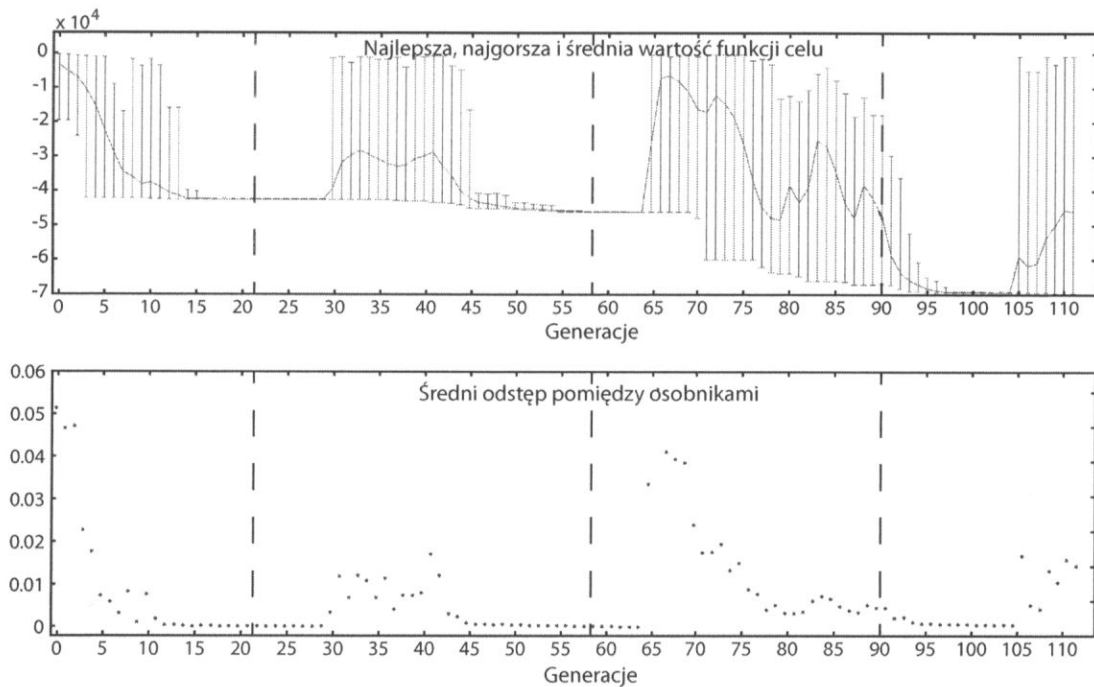 x 10⁴
Najlepsza, najgorsza i średnia wartość funkcji celu
0
-1
-2
-3
-4
-5
-6
-7
0 5 10 15 20 25 30 35 40 45 50 55 60 65 70 75 80 85 90 95 100 105 110
Generacje
Średni odstęp pomiędzy osobnikami
0.06
0.05
0.04
0.03
0.02
0.01
0
0 5 10 15 20 25 30 35 40 45 50 55 60 65 70 75 80 85 90 95 100 105 110
Generacje